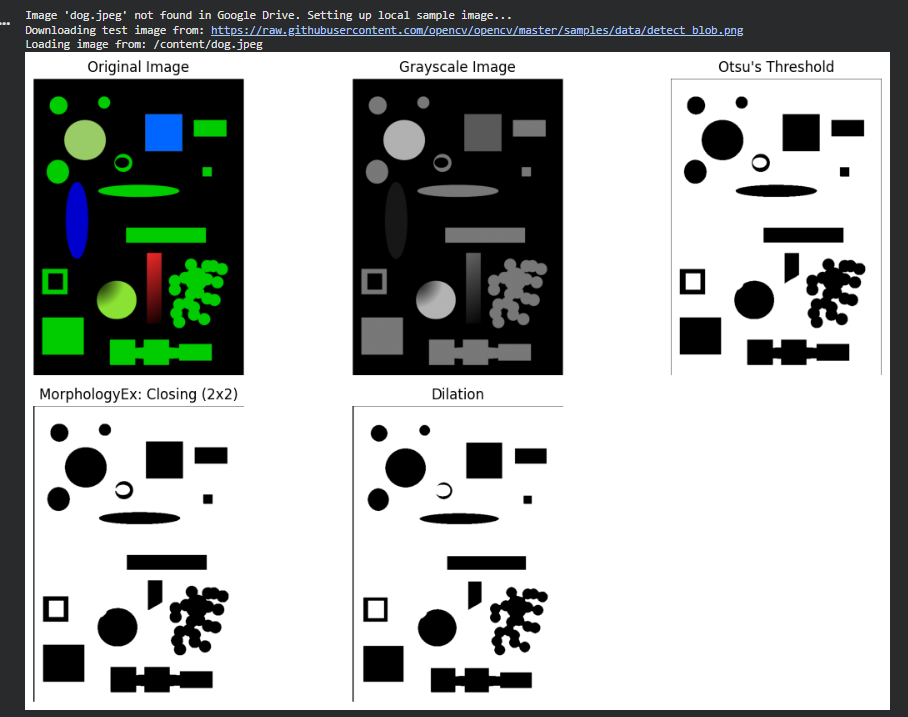 Image 'dog.jpeg' not found in Google Drive. Setting up local sample image...
Downloading test image from: https://raw.githubusercontent.com/opencv/opencv/master/samples/data/detect_blob.png
Loading image from: /content/dog.jpeg
Original Image
Grayscale Image
Otsu's Threshold
MorphologyEx: Closing (2x2)
Dilation